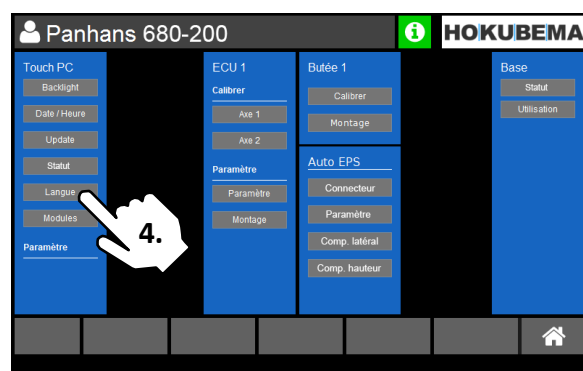 Panhans 680-200
i
HOKUBEMA
Touch PC
Backlight
Date / Heure
Update
Statut
Langue
Modules
Paramètre
4.
ECU 1
Calibrer
Axe 1
Axe 2
Paramètre
Paramètre
Montage
Butée 1
Calibrer
Montage
Auto EPS
Connecteur
Paramètre
Comp. latéral
Comp. hauteur
Base
Statut
Utilisation